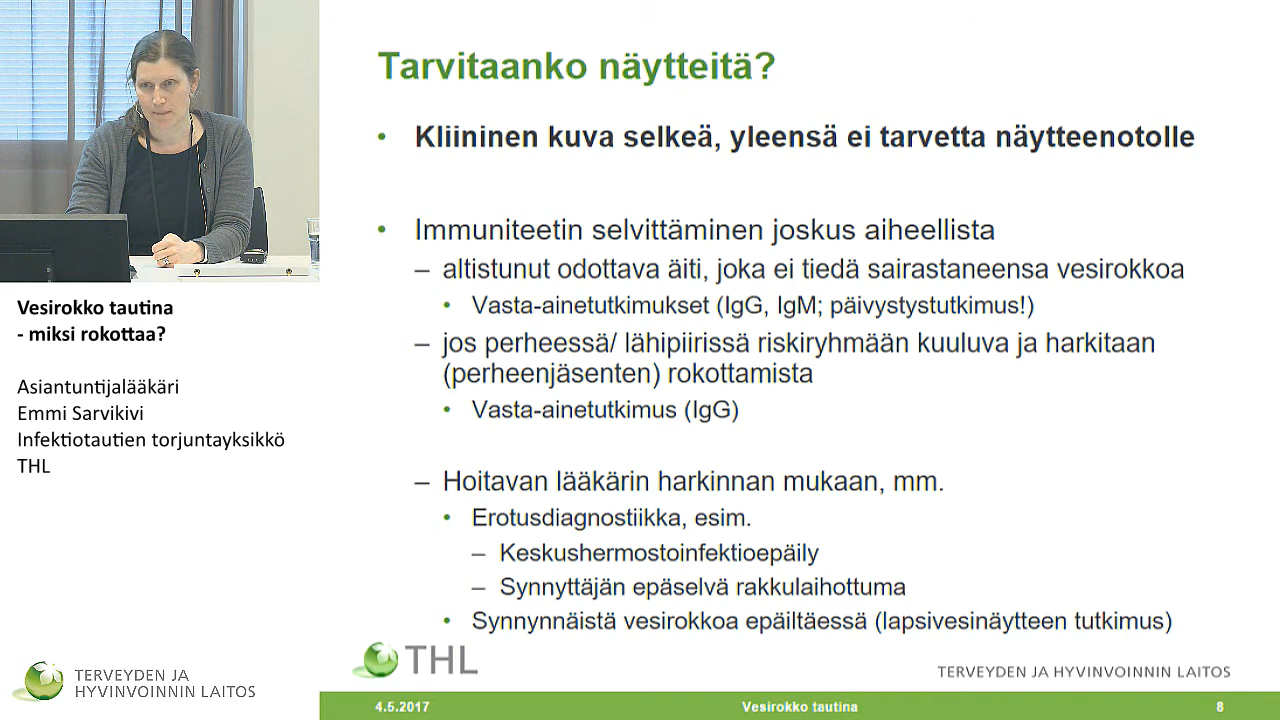 Tarvitaanko näytteitä?
• Kliininen kuva selkeä, yleensä ei tarvetta näytteenotolle
• Immuniteetin selvittäminen joskus aiheellista
– altistunut odottava äiti, joka ei tiedä sairastaneensa vesirokkoa
• Vasta-ainetutkimukset (IgG, IgM; päivystystutkimus!)
– jos perheessä/ lähipiirissä riskiryhmään kuuluva ja harkitaan
(perheenjäsenten) rokottamista
• Vasta-ainetutkimus (IgG)
– Hoitavan lääkärin harkinnan mukaan, mm.
• Erotusdiagnostiikka, esim.
– Keskushermostoinfektioepäily
– Synnyttäjän epäselvä rakkulaihottuma
• Synnynnäistä vesirokkoa epäiltäessä (lapsivesinäytteen tutkimus)
THL
TERVEYDEN JA HYVINVOINNIN LAITOS
4.5.2017
Vesirokko tautina
8
Vesirokko tautina
- miksi rokottaa?
Asiantuntijalääkäri
Emmi Sarvikivi
Infektiotautien torjuntayksikkö
THL
TERVEYDEN JA
HYVINVOINNIN LAITOS